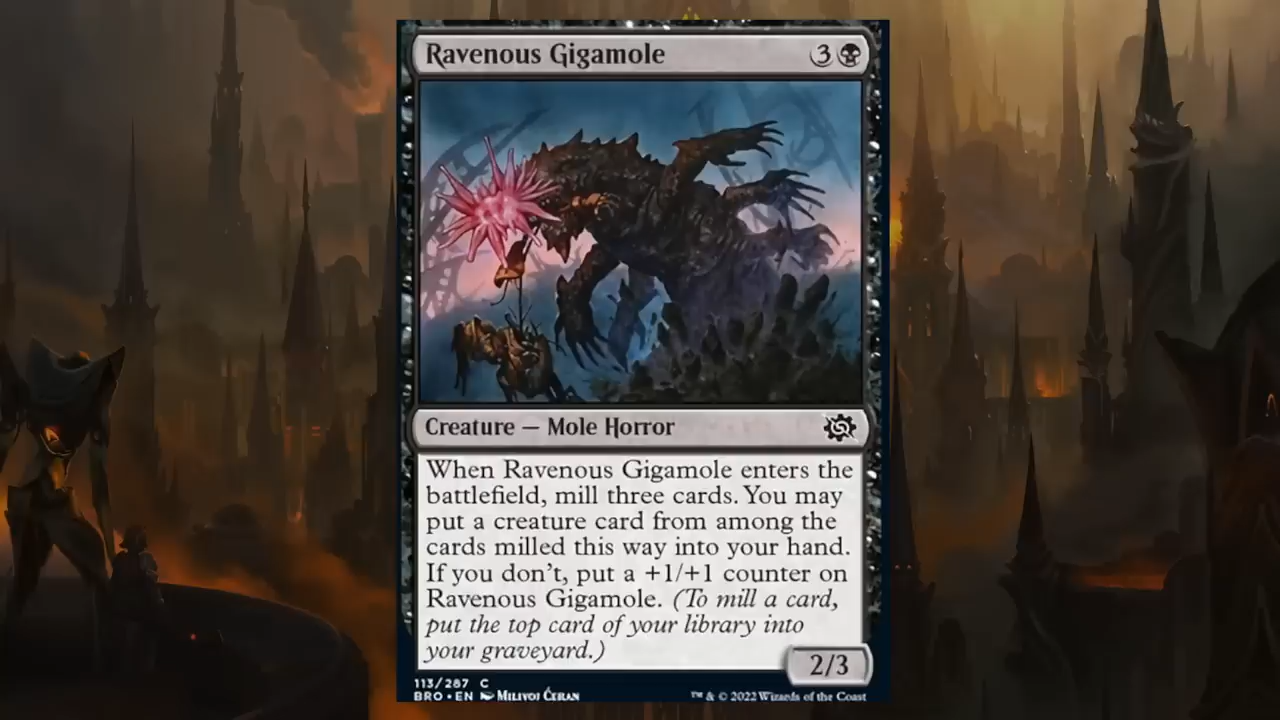 Ravenous Gigamole 3
Creature — Mole Horror
When Ravenous Gigamole enters the
battlefield, mill three cards. You may
put a creature card from among the
cards milled this way into your hand.
If you don't, put a +1/+1 counter on
Ravenous Gigamole. (To mill a card,
put the top card of your library into
your graveyard.)
2/3
113/287 C
BRO • EN Milivoj Ćeran ™ & © 2022 Wizards of the Coast